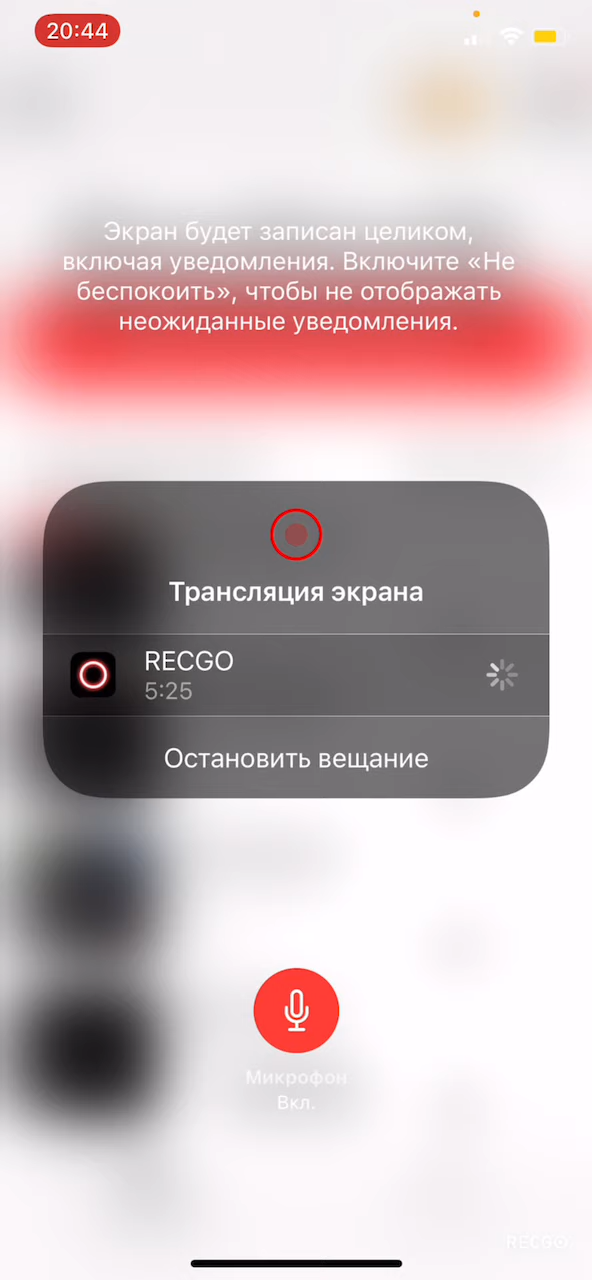 20:44
Экран будет записан целиком,
включая уведомления. Включите «Не
беспокоить», чтобы не отображать
неожиданные уведомления.
Трансляция экрана
RECGO
5:25
Остановить вещание
Микрофон
Вкл.
RECGO